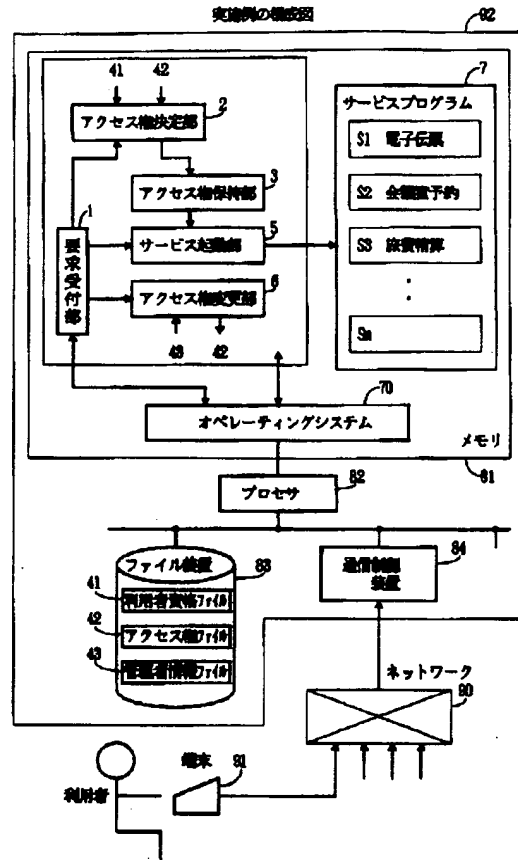 実施例の構成図
92
7
41 42
2
アクセス権決定部
サービスプログラム
S1 電子伝票
3
アクセス権保持部
S2 会議室予約
1
要求受付部
5
サービス起動部
S3 旅費精算
6
アクセス権変更部
43 42
Sn
70
オペレーティングシステム
メモリ
81
82
プロセサ
ファイル装置
83
84
通信制御
装置
41
利用者資格ファイル
42
アクセス権ファイル
43
管理者情報ファイル
ネットワーク
90
端末
91
利用者